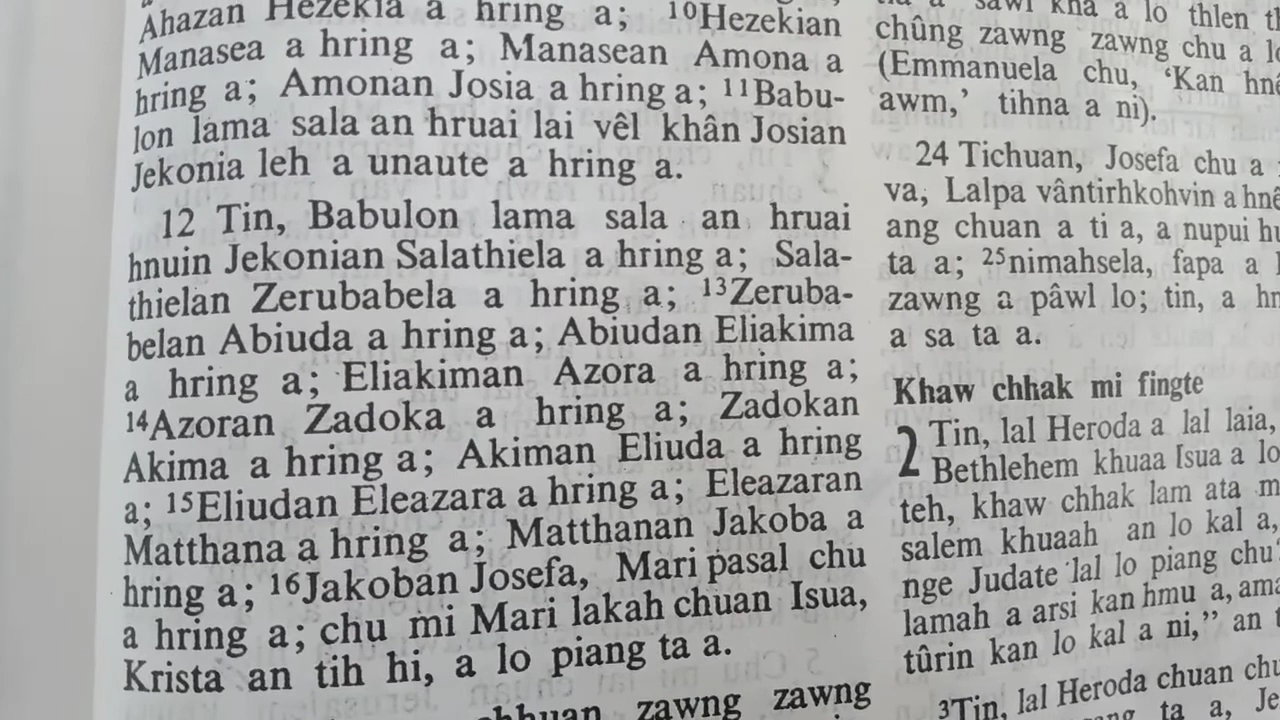 Ahazan Hezekia a hring a; ¹⁰Hezekian
Manasea a hring a; Manasean Amona a
hring a; Amonan Josia a hring a; ¹¹Babu-
lon lama sala an hruai lai vêl khân Josian
Jekonia leh a unaute a hring a.
12 Tin, Babulon lama sala an hruai
hnuin Jekonian Salathiela a hring a; Sala-
thielan Zerubabela a hring a; ¹³Zeruba-
belan Abiuda a hring a; Abiudan Eliakima
a hring a; Eliakiman Azora a hring a;
¹⁴Azoran Zadoka a hring a; Zadokan
Akima a hring a; Akiman Eliuda a hring
a; ¹⁵Eliudan Eleazara a hring a; Eleazaran
Matthana a hring a; Matthanan Jakoba a
hring a; ¹⁶Jakoban Josefa, Mari pasal chu
a hring a; chu mi Mari lakah chuan Isua,
Krista an tih hi, a lo piang ta a.
zawng zawng
a sawi kha a lo thlen
chûng zawng zawng chu a
(Emmanuela chu, ‘Kan
awm,’ tihna a ni).
24 Tichuan, Josefa chu a
va, Lalpa vântirhkohvin a
ang chuan a ti a, a nupui
ta a; ²⁵nimahsela, fapa a
zawng a pâwl lo; tin, a
a sa ta a.
Khaw chhak mi fingte
2 Tin, lal Heroda a lal laia,
Bethlehem khuaa Isua a lo
teh, khaw chhak lam ata
salem khuaah an lo kal a,
nge Judate lal lo piang chu
lamah a arsi kan hmu a,
tûrin kan lo kal a ni,” an
3Tin, lal Heroda chuan
ta a,